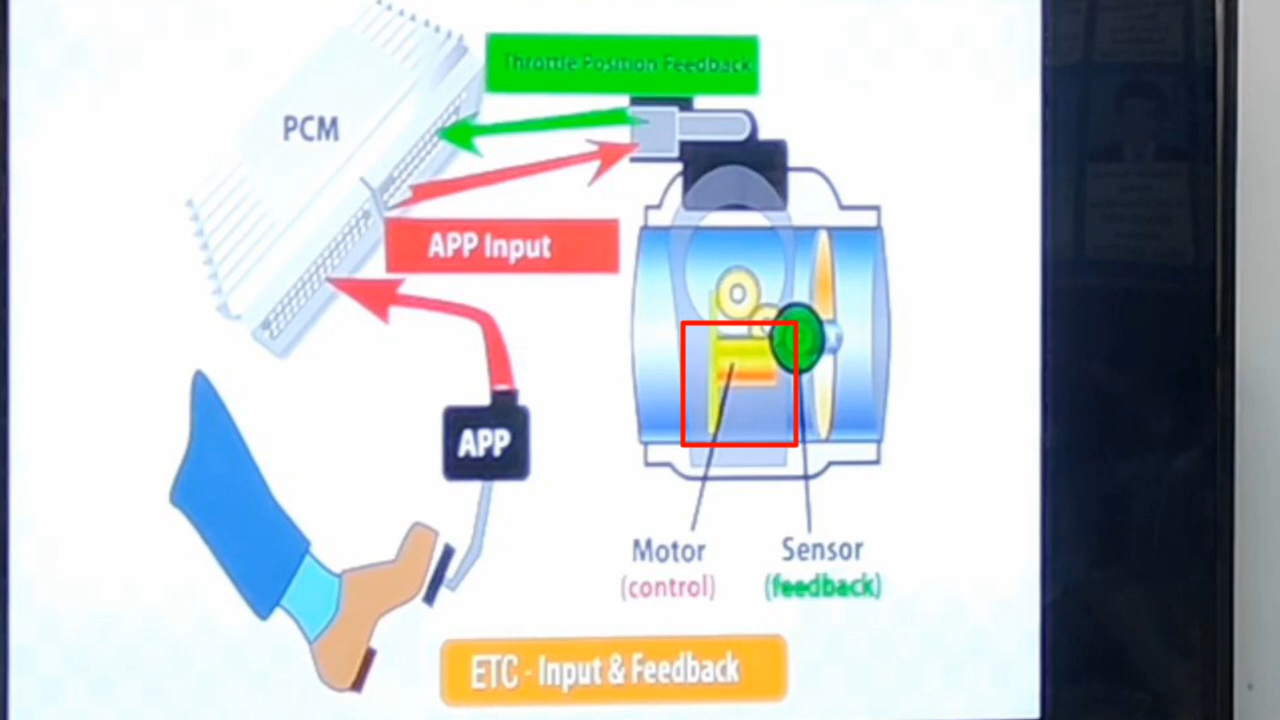 Throttle Position Feedback
PCM
APP Input
APP
Motor
(control)
Sensor
(feedback)
ETC - Input & Feedback